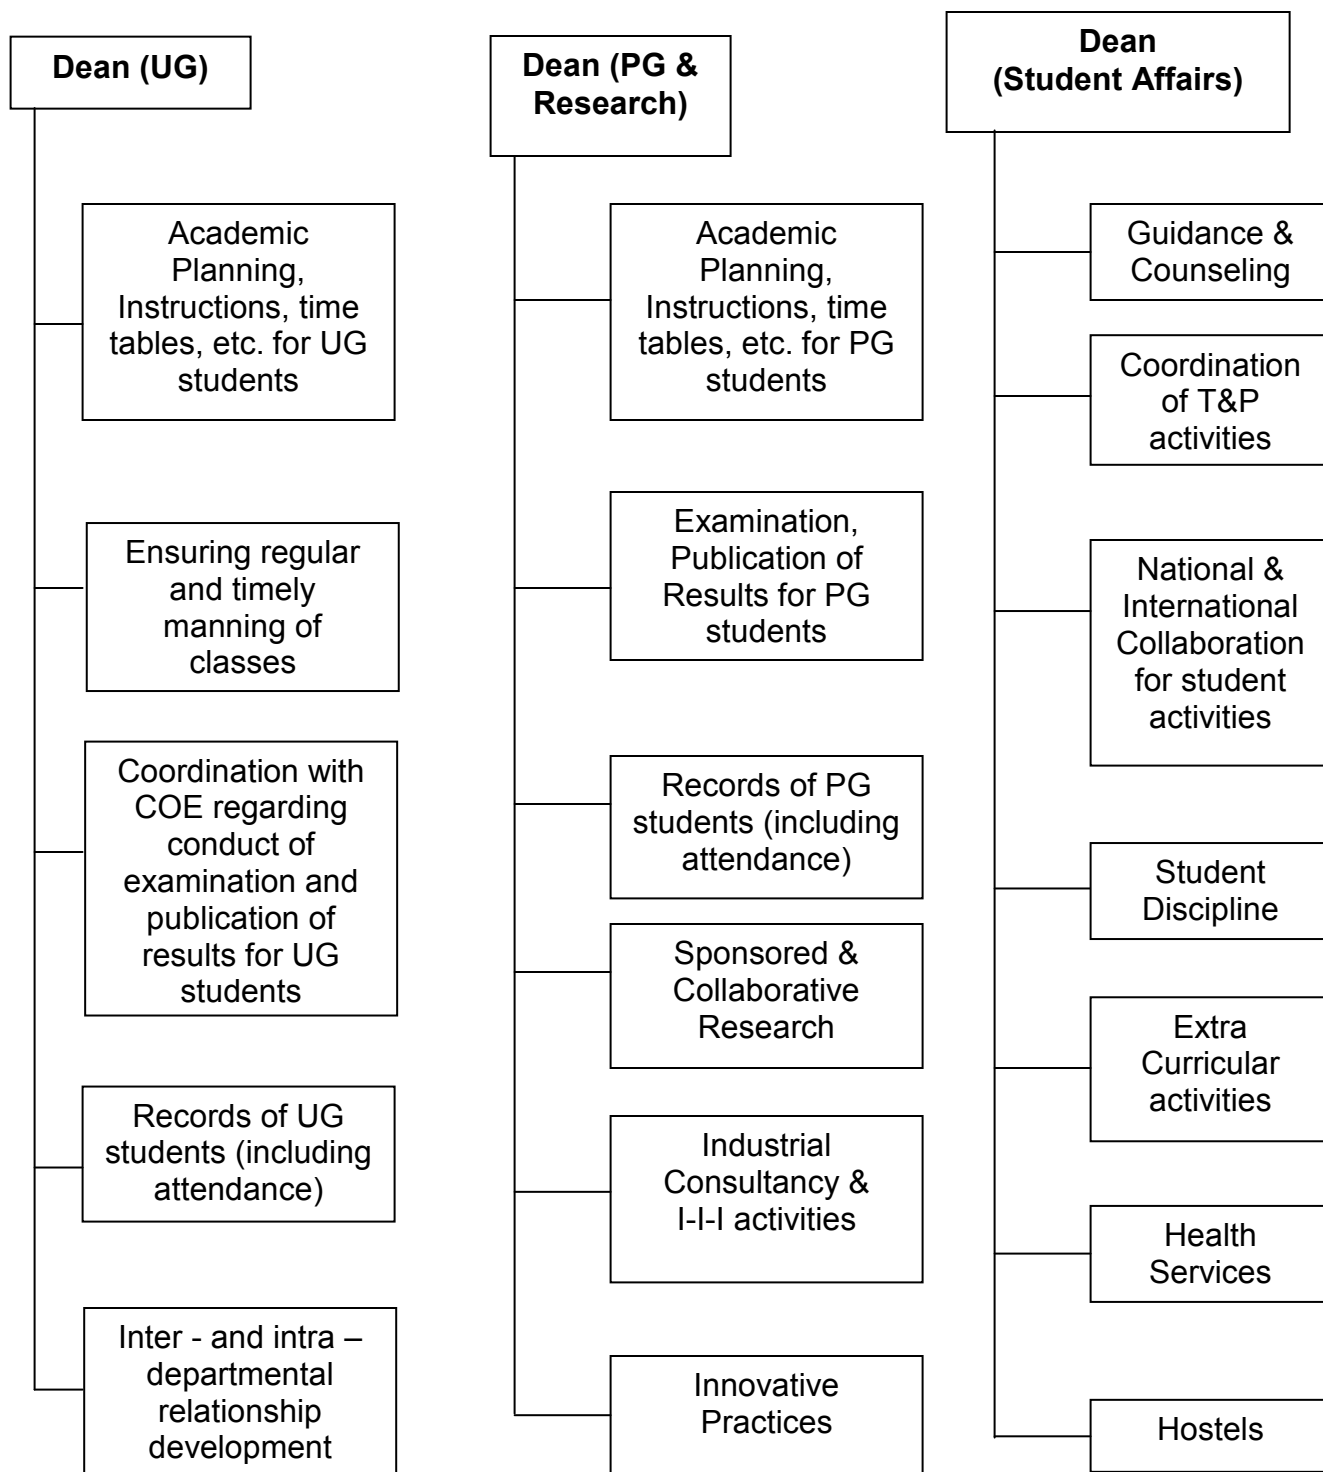 Dean (UG)
Academic
Planning,
Instructions, time
tables, etc. for UG
students
Ensuring regular
and timely
manning of
classes
Coordination with
COE regarding
conduct of
examination and
publication of
results for UG
students
Records of UG
students (including
attendance)
Inter - and intra –
departmental
relationship
development
Dean (PG &
Research)
Academic
Planning,
Instructions, time
tables, etc. for PG
students
Examination,
Publication of
Results for PG
students
Records of PG
students (including
attendance)
Sponsored &
Collaborative
Research
Industrial
Consultancy &
I-I-I activities
Innovative
Practices
Dean
(Student Affairs)
Guidance &
Counseling
Coordination
of T&P
activities
National &
International
Collaboration
for student
activities
Student
Discipline
Extra
Curricular
activities
Health
Services
Hostels